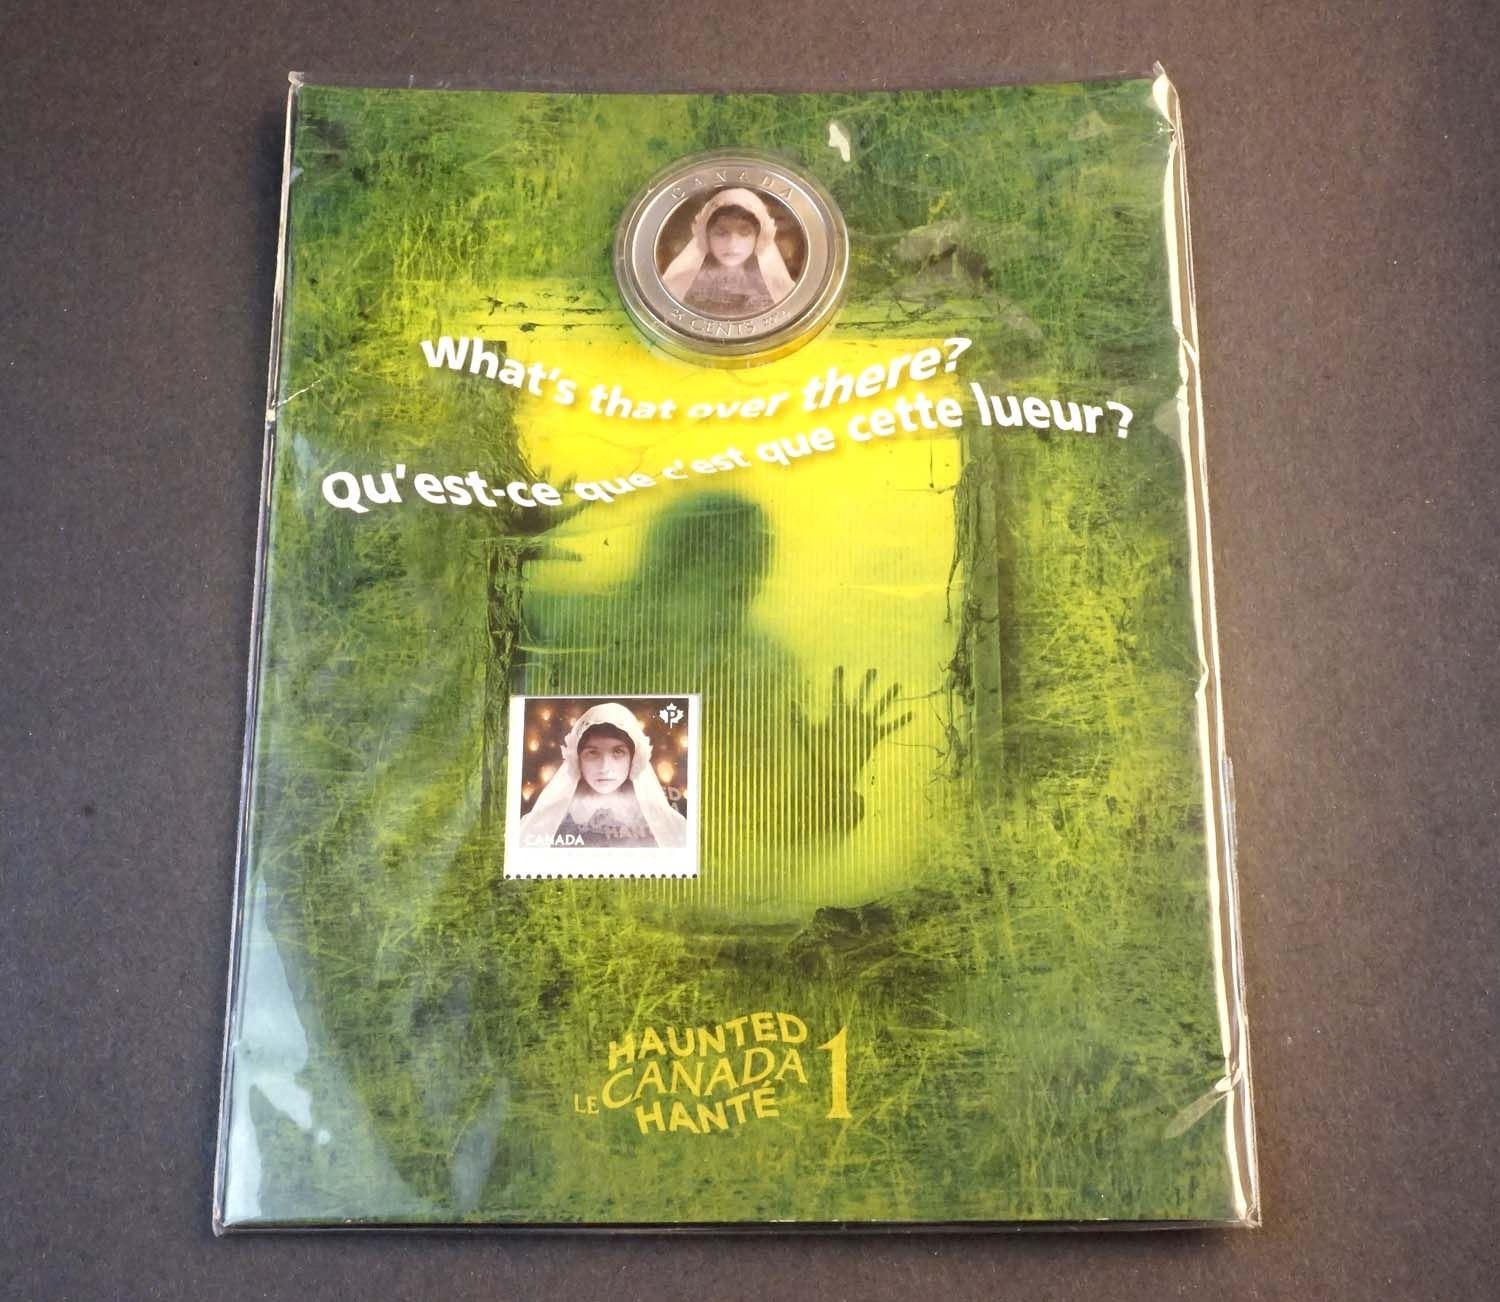 CANADA
25 CENTS
What's that over there?
Qu'est-ce que c'est que cette lueur?
P
CANADA
HAUNTED
CANADA 1
LE
HANTÉ